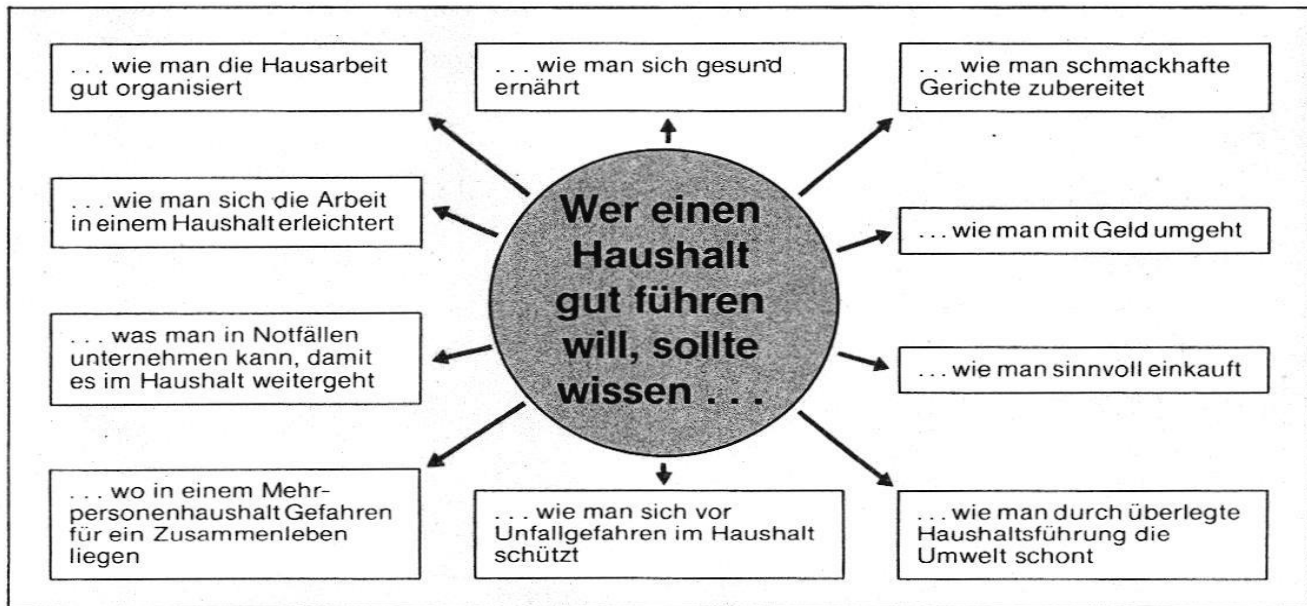 . . . wie man die Hausarbeit
gut organisiert
. . . wie man sich gesund
ernährt
. . . wie man schmackhafte
Gerichte zubereitet
. . . wie man sich die Arbeit
in einem Haushalt erleichtert
Wer einen
Haushalt
gut führen
will, sollte
wissen . . .
. . . wie man mit Geld umgeht
. . . was man in Notfällen
unternehmen kann, damit
es im Haushalt weitergeht
. . . wie man sinnvoll einkauft
. . . wo in einem Mehr-
personenhaushalt Gefahren
für ein Zusammenleben
liegen
. . . wie man sich vor
Unfallgefahren im Haushalt
schützt
. . . wie man durch überlegte
Haushaltsführung die
Umwelt schont